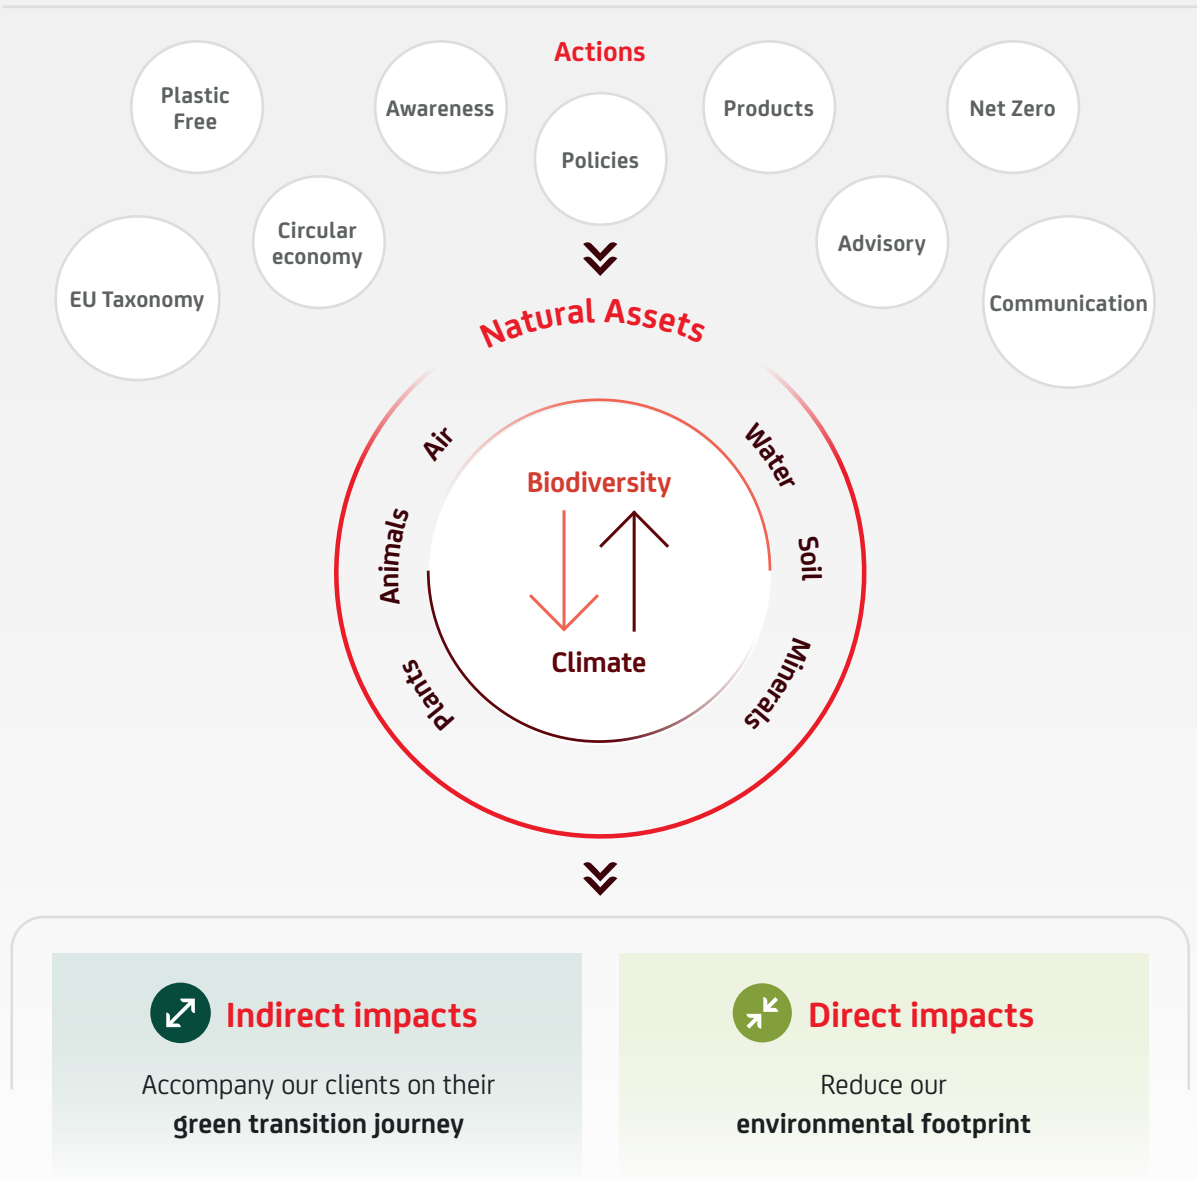 Actions
Plastic
Free
Awareness
Policies
Products
Net Zero
Circular
economy
Advisory
EU Taxonomy
Communication
Natural Assets
Air
Water
Animals
Soil
Plants
Minerals
Biodiversity
Climate
Indirect impacts
Accompany our clients on their
green transition journey
Direct impacts
Reduce our
environmental footprint